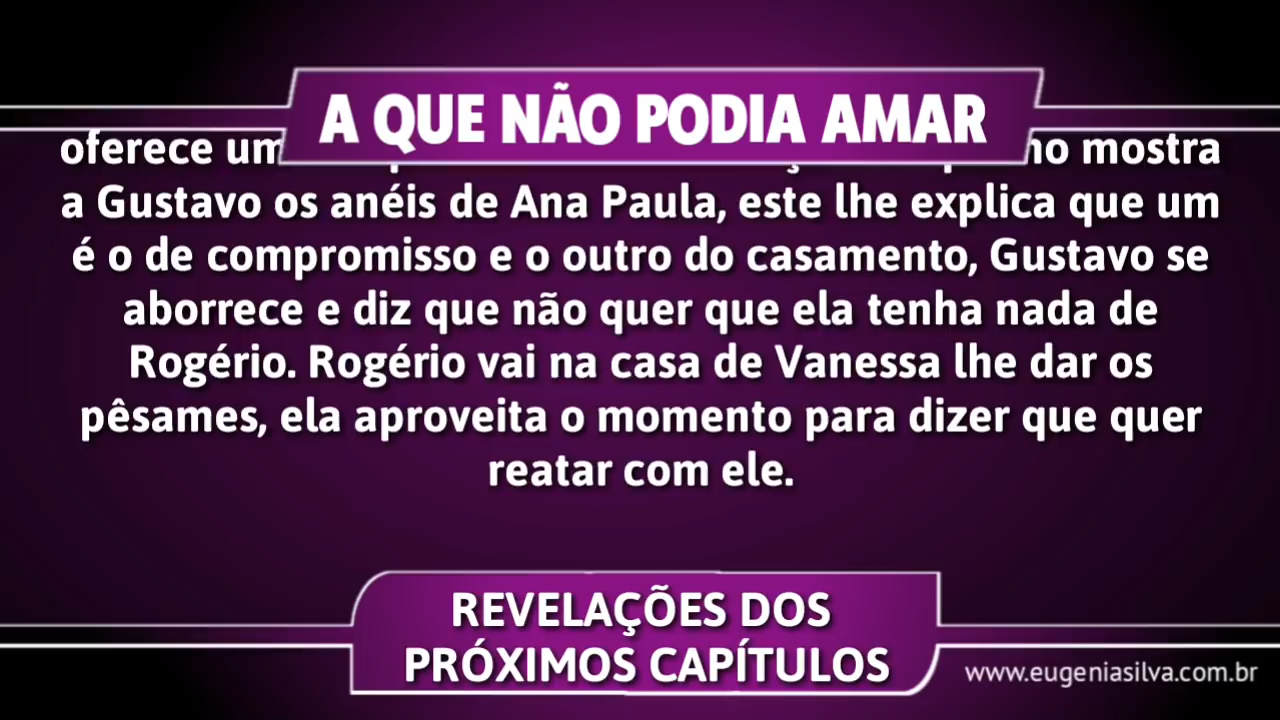 A QUE NÃO PODIA AMAR
oferece um mostra
a Gustavo os anéis de Ana Paula, este lhe explica que um
é o de compromisso e o outro do casamento, Gustavo se
aborrece e diz que não quer que ela tenha nada de
Rogério. Rogério vai na casa de Vanessa lhe dar os
pêsames, ela aproveita o momento para dizer que quer
reatar com ele.
REVELAÇÕES DOS
PRÓXIMOS CAPÍTULOS
www.eugeniasilva.com.br